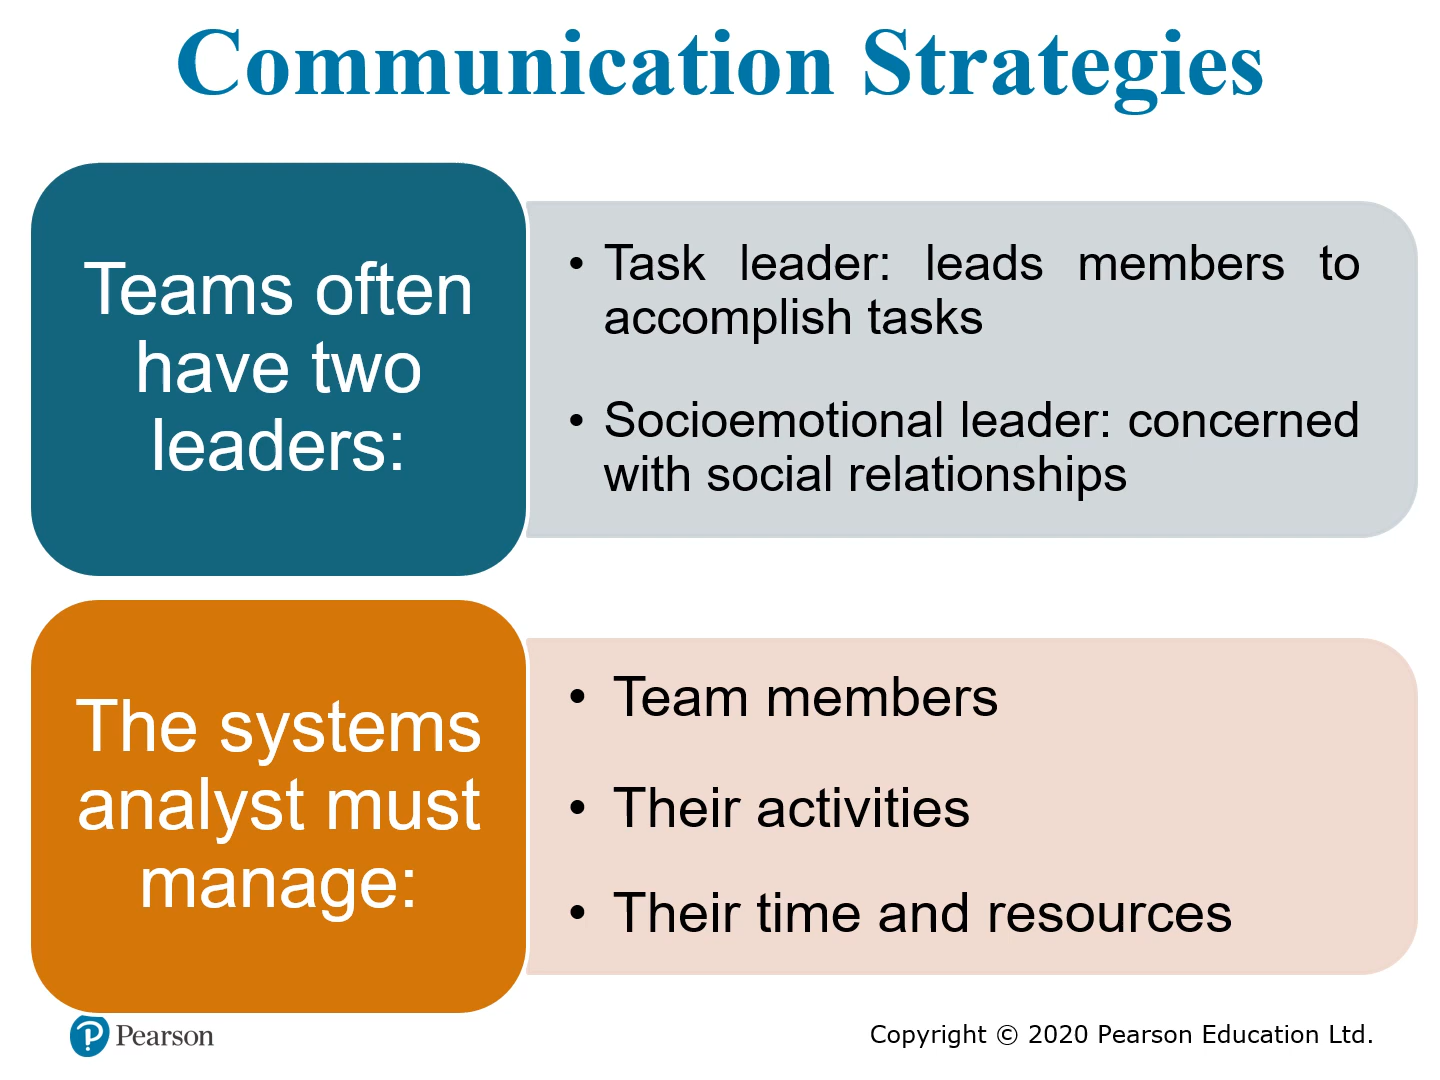 Communication Strategies
Teams often
have two
leaders:
• Task leader: leads members to
accomplish tasks
• Socioemotional leader: concerned
with social relationships
The systems
analyst must
manage:
• Team members
• Their activities
• Their time and resources
Pearson
Copyright © 2020 Pearson Education Ltd.